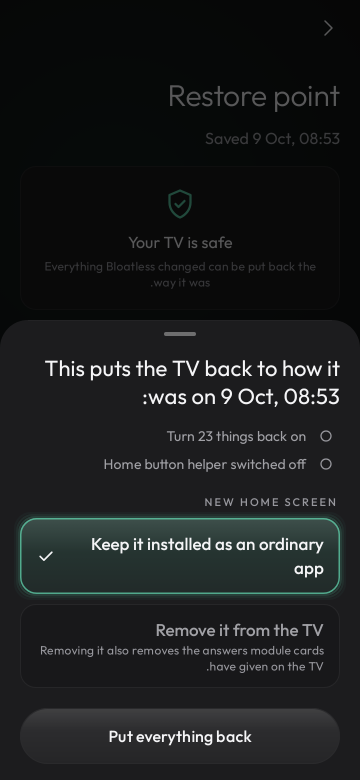 Restore point
Saved 9 Oct, 08:53
Your TV is safe
Everything Bloatless changed can be put back the
way it was.
This puts the TV back to how it
was on 9 Oct, 08:53:
Turn 23 things back on
Home button helper switched off
NEW HOME SCREEN
Keep it installed as an ordinary
app
Remove it from the TV
Removing it also removes the answers module cards
have given on the TV.
Put everything back